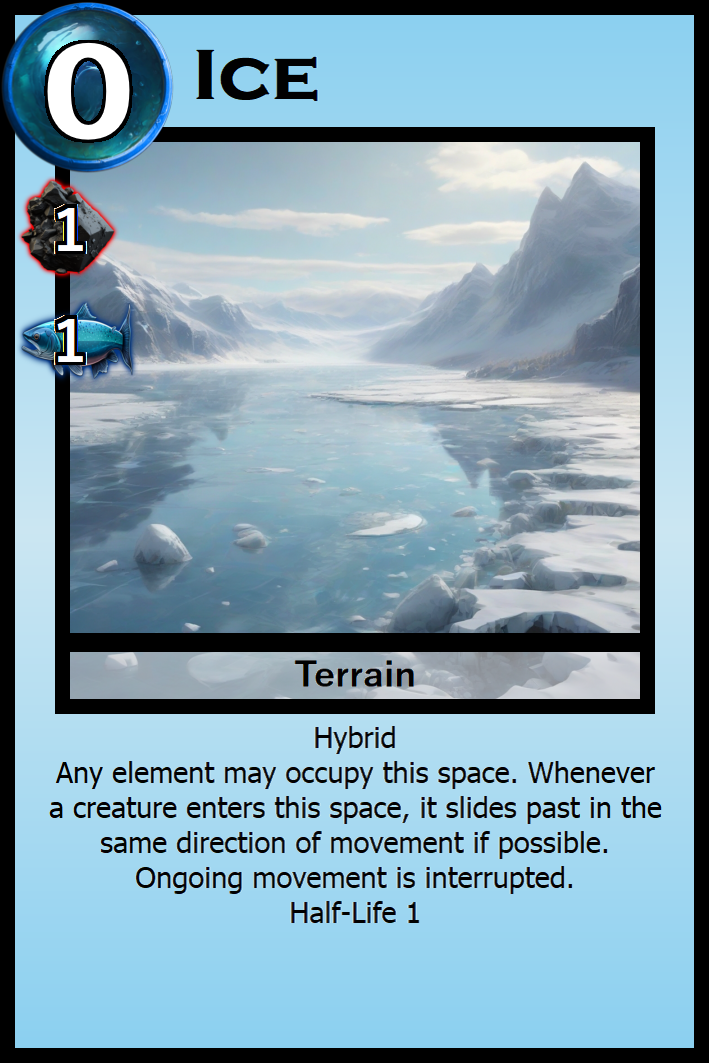 0
Ice
1
1
Terrain
Hybrid
Any element may occupy this space. Whenever
a creature enters this space, it slides past in the
same direction of movement if possible.
Ongoing movement is interrupted.
Half-Life 1